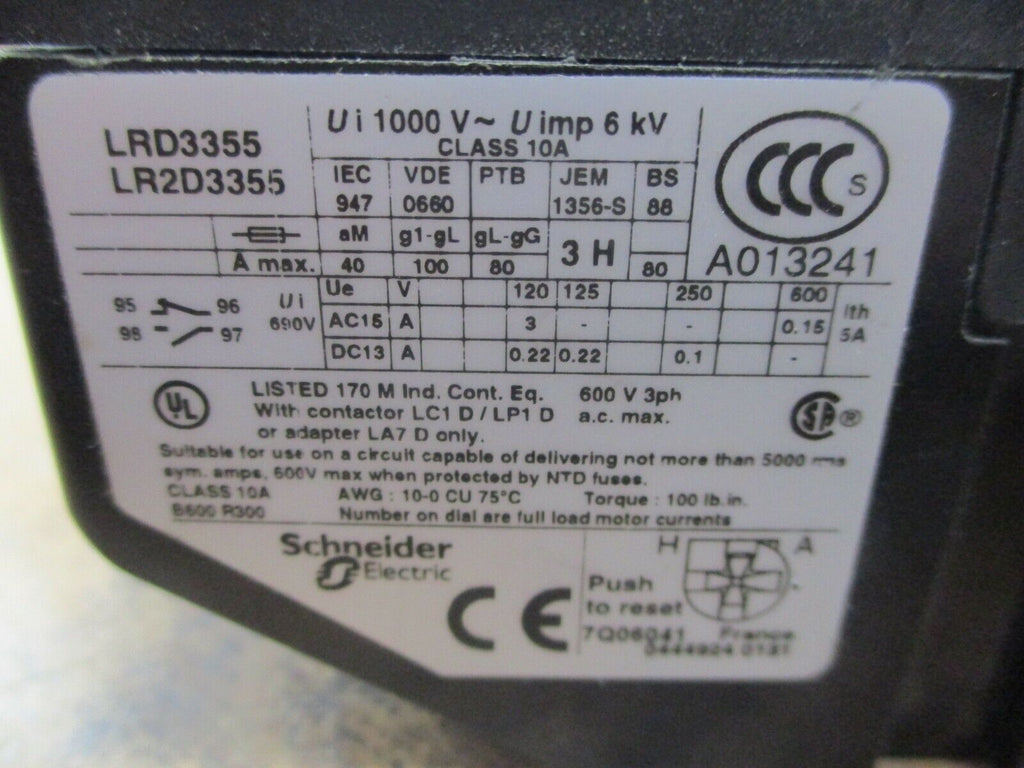 LRD3355
LR2D3355
Ui 1000 V~ Uimp 6 kV
CLASS 10A
IEC 947 VDE 0660 PTB JEM 1356-S BS 88
aM g1-gL gL-gG 3 H
A max. 40 100 80 80
CCC S
A013241
95 96
98 97
Ui 690V
Ue V 120 125 250 600
AC15 A 3 - - 0.15
DC13 A 0.22 0.22 0.1 -
Ith 5A
UL LISTED 170 M Ind. Cont. Eq. 600 V 3ph
With contactor LC1 D / LP1 D a.c. max.
or adapter LA7 D only.
SA ®
Suitable for use on a circuit capable of delivering not more than 5000 rms
sym. amps, 600V max when protected by NTD fuses.
CLASS 10A AWG : 10-0 CU 75°C Torque : 100 lb.in.
B600 R300 Number on dial are full load motor currents
Schneider
Electric
CE
Push
to reset
H A
7Q06041 France